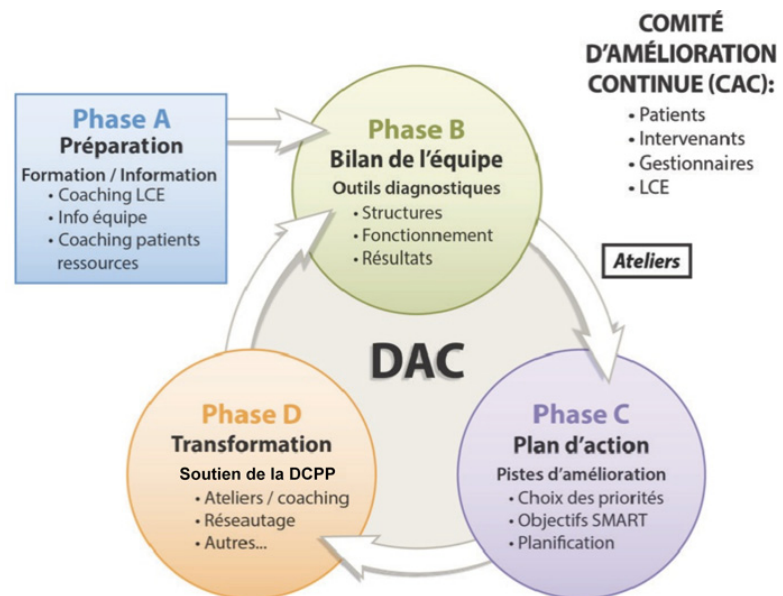 Phase A
Préparation
Formation / Information
• Coaching LCE
• Info équipe
• Coaching patients
ressources
Phase B
Bilan de l'équipe
Outils diagnostiques
• Structures
• Fonctionnement
• Résultats
COMITÉ
D'AMÉLIORATION
CONTINUE (CAC):
• Patients
• Intervenants
• Gestionnaires
• LCE
Ateliers
DAC
Phase D
Transformation
Soutien de la DCPP
• Ateliers / coaching
• Réseautage
• Autres...
Phase C
Plan d'action
Pistes d'amélioration
• Choix des priorités
• Objectifs SMART
• Planification